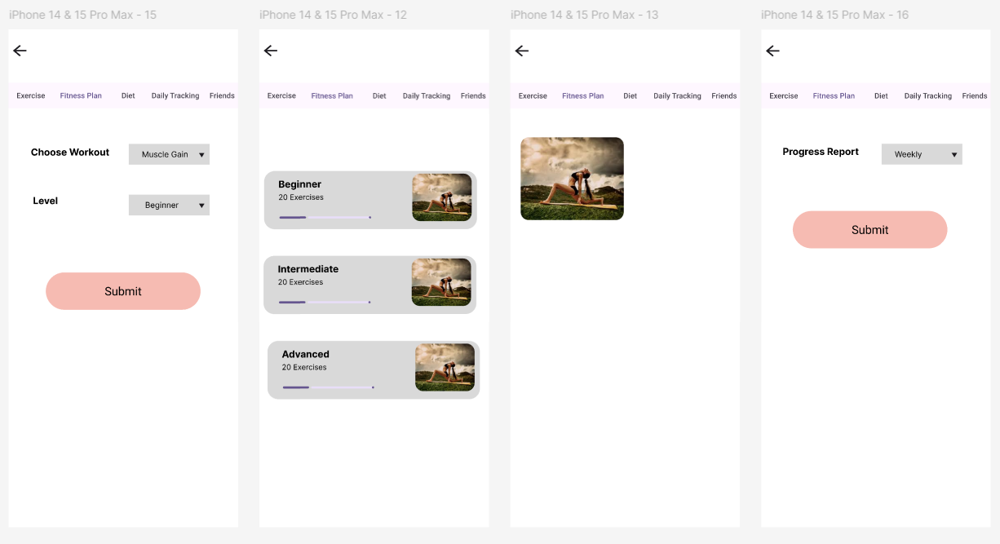 iPhone 14 & 15 Pro Max - 15
Exercise Fitness Plan Diet Daily Tracking Friends
Choose Workout Muscle Gain
Level Beginner
Submit
iPhone 14 & 15 Pro Max - 12
Exercise Fitness Plan Diet Daily Tracking Friends
Beginner
20 Exercises
Intermediate
20 Exercises
Advanced
20 Exercises
iPhone 14 & 15 Pro Max - 13
Exercise Fitness Plan Diet Daily Tracking Friends
iPhone 14 & 15 Pro Max - 16
Exercise Fitness Plan Diet Daily Tracking Friends
Progress Report Weekly
Submit